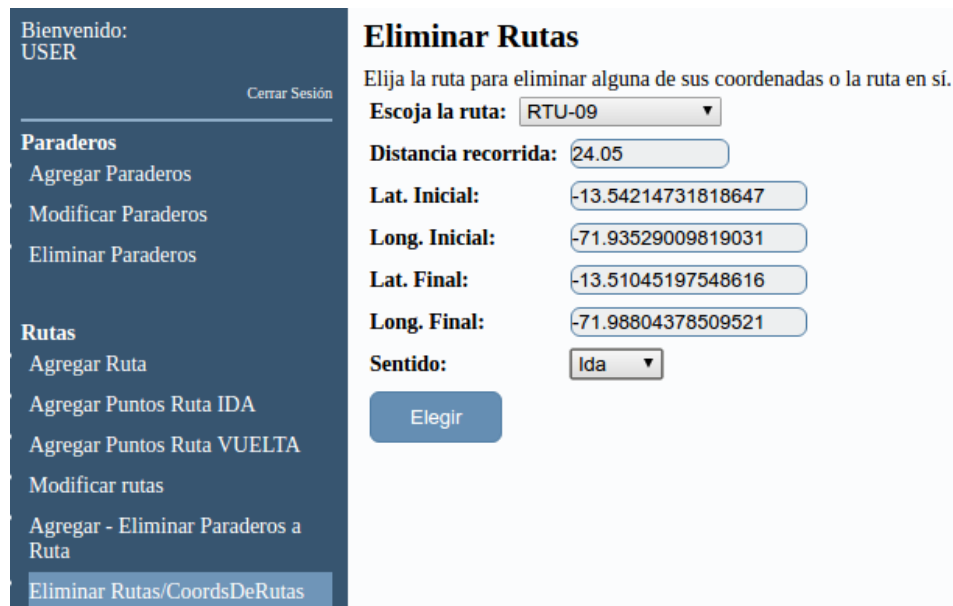 Bienvenido:
USER
Cerrar Sesión
Paraderos
Agregar Paraderos
Modificar Paraderos
Eliminar Paraderos
Rutas
Agregar Ruta
Agregar Puntos Ruta IDA
Agregar Puntos Ruta VUELTA
Modificar rutas
Agregar - Eliminar Paraderos a
Ruta
Eliminar Rutas/CoordsDeRutas
Eliminar Rutas
Elija la ruta para eliminar alguna de sus coordenadas o la ruta en sí.
Escoja la ruta: RTU-09
Distancia recorrida: 24.05
Lat. Inicial: -13.54214731818647
Long. Inicial: -71.93529009819031
Lat. Final: -13.51045197548616
Long. Final: -71.98804378509521
Sentido: Ida
Elegir